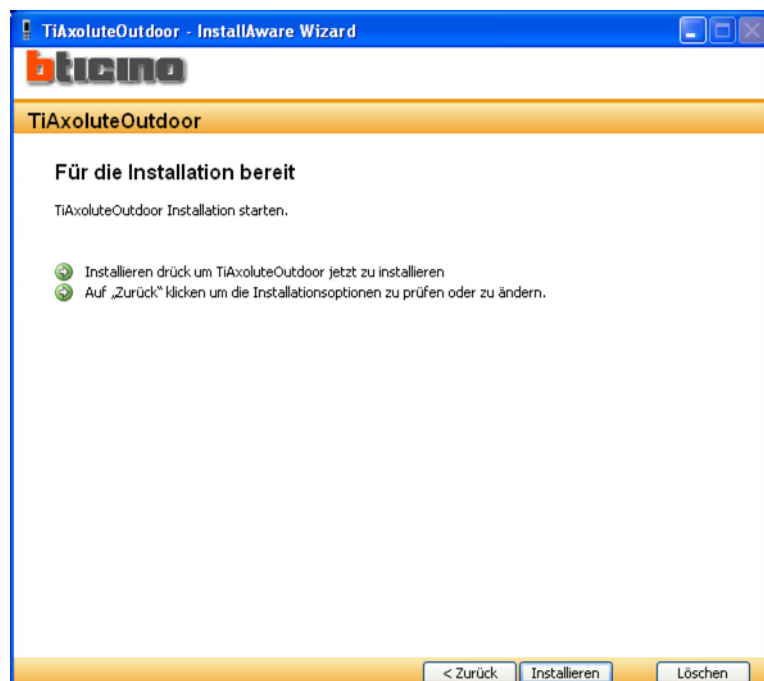 TiAxoluteOutdoor - InstallAware Wizard
bticino
TiAxoluteOutdoor
Für die Installation bereit
TiAxoluteOutdoor Installation starten.
Installieren drück um TiAxoluteOutdoor jetzt zu installieren
Auf „Zurück“ klicken um die Installationsoptionen zu prüfen oder zu ändern.
< Zurück Installieren Löschen